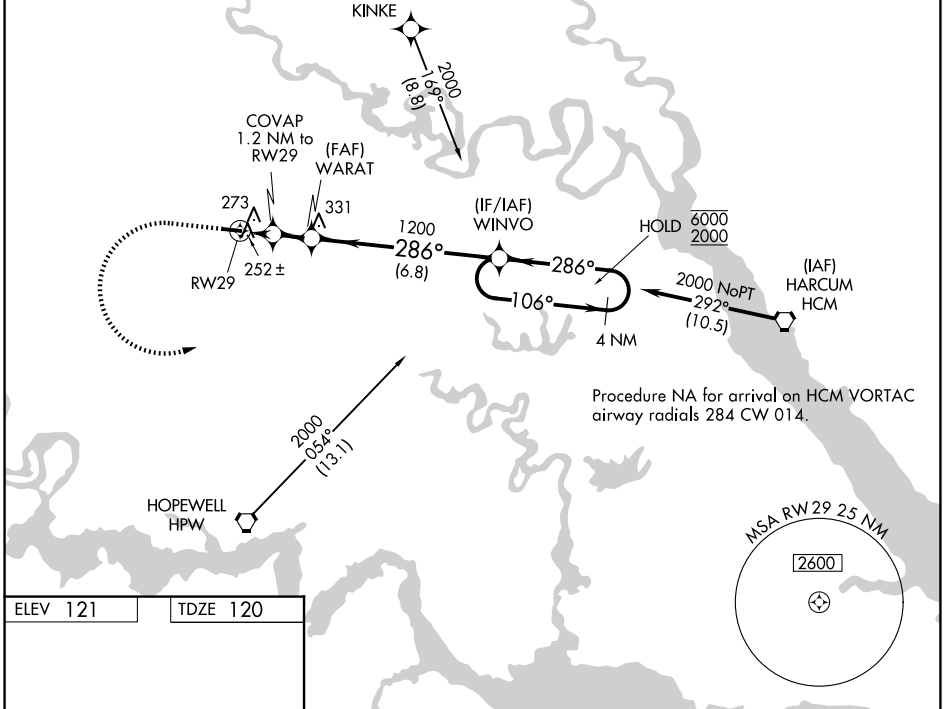 KINKE
2000
169°
(8.8)
COVAP
1.2 NM to
RW29
(FAF)
WARAT
273
331
252 ±
RW29
1200
286°
(6.8)
(IF/IAF)
WINVO
HOLD
6000
2000
286°
106°
4 NM
2000 NoPT
292°
(10.5)
(IAF)
HARCUM
HCM
Procedure NA for arrival on HCM VORTAC
airway radials 284 CW 014.
2000
054°
(13.1)
HOPEWELL
HPW
MSA RW29 25 NM
2600
ELEV 121
TDZE 120